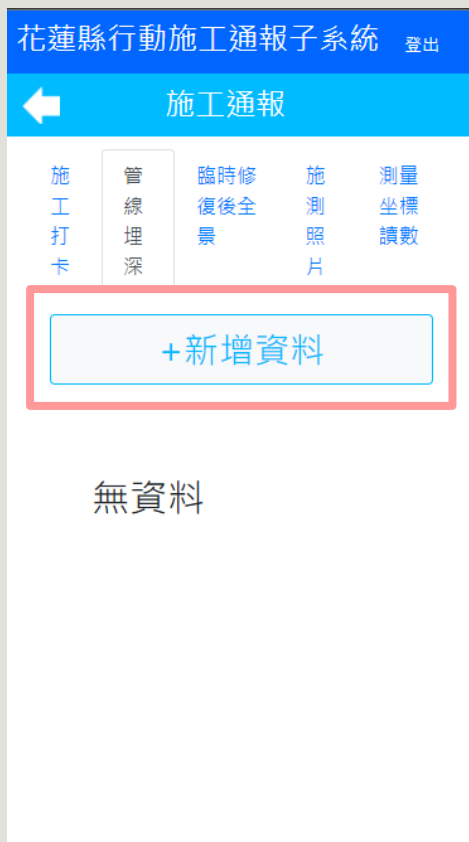 花蓮縣行動施工通報子系統 登出
施工通報
施工打卡
管線埋深
臨時修復後全景
施測照片
測量坐標讀數
+新增資料
無資料